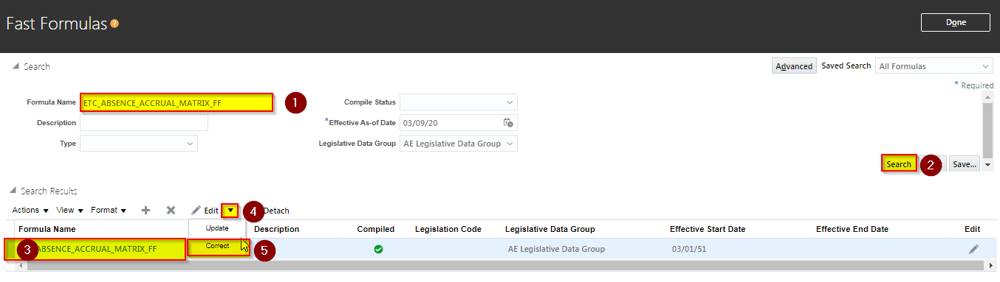 Fast Formulas ?
Done
Search
Advanced Saved Search All Formulas
* Required
Formula Name ETC_ABSENCE_ACCRUAL_MATRIX_FF 1 Compile Status
Description *Effective As-of Date 03/09/20
Type Legislative Data Group AE Legislative Data Group
Search 2 Save...
Search Results
Actions View Format Edit 4 Detach
Update
Correct 5
Formula Name Description Compiled Legislation Code Legislative Data Group Effective Start Date Effective End Date Edit
3 ABSENCE_ACCRUAL_MATRIX_FF AE Legislative Data Group 03/01/51